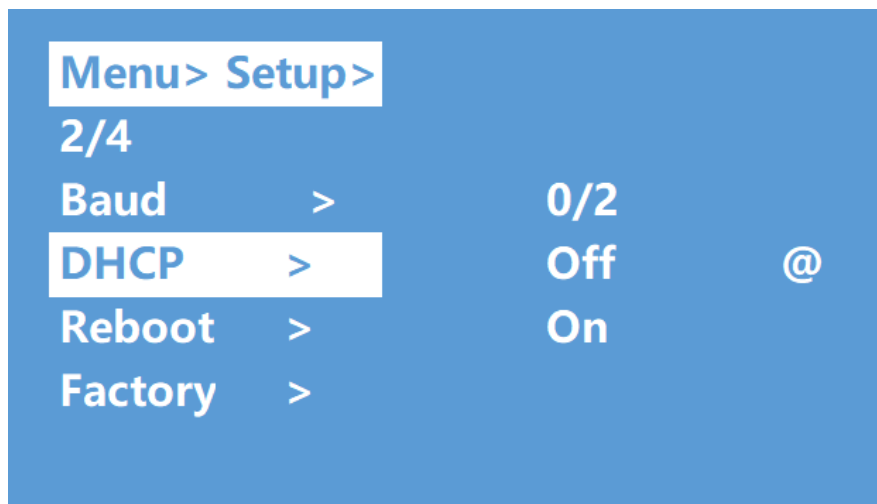 Menu> Setup>
2/4
Baud > 0/2
DHCP > Off @
Reboot > On
Factory >